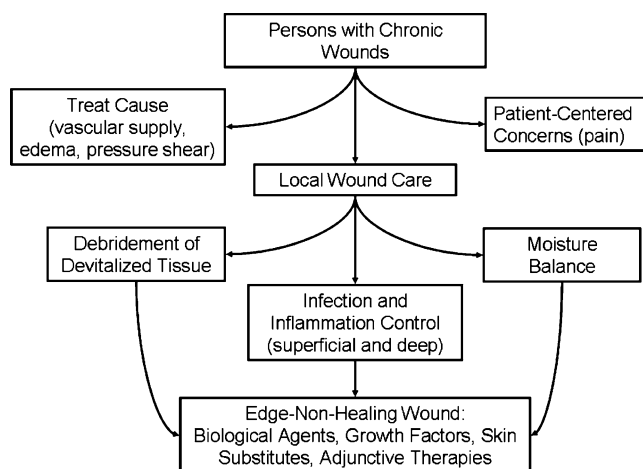 Persons with Chronic
Wounds
Treat Cause
(vascular supply,
edema, pressure shear)
Patient-Centered
Concerns (pain)
Local Wound Care
Debridement of
Devitalized Tissue
Moisture
Balance
Infection and
Inflammation Control
(superficial and deep)
Edge-Non-Healing Wound:
Biological Agents, Growth Factors, Skin
Substitutes, Adjunctive Therapies